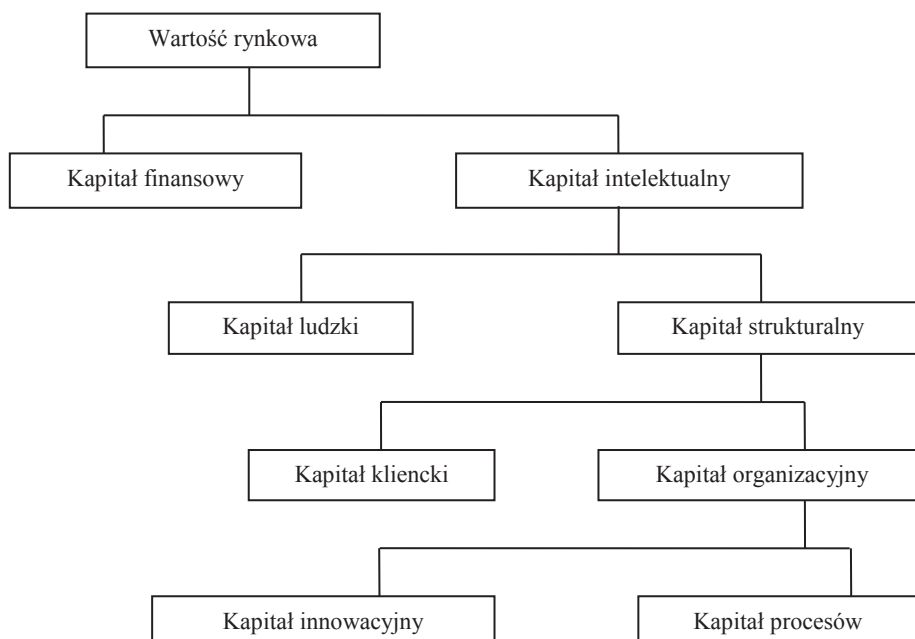 Wartość rynkowa
Kapitał finansowy
Kapitał intelektualny
Kapitał ludzki
Kapitał strukturalny
Kapitał kliencki
Kapitał organizacyjny
Kapitał innowacyjny
Kapitał procesów